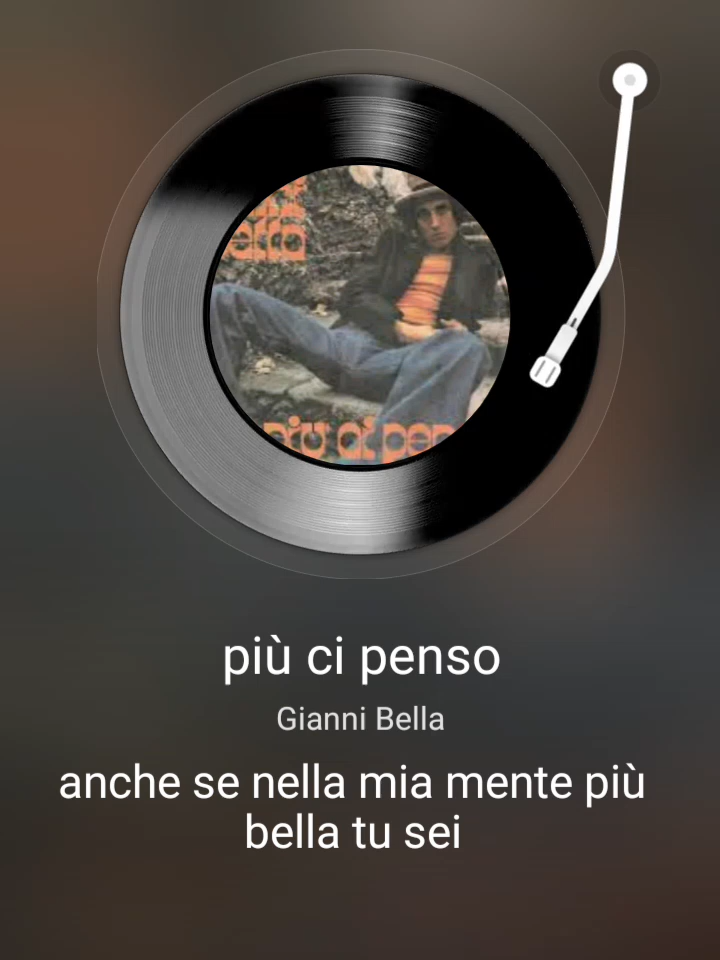 più ci penso
Gianni Bella
anche se nella mia mente più
bella tu sei